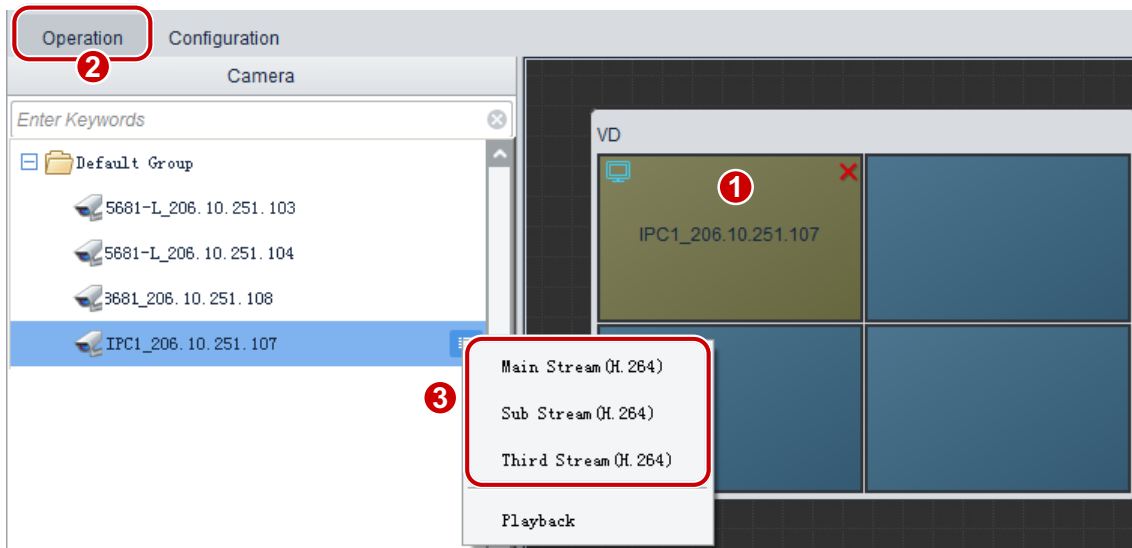 Operation
Configuration
2
Camera
Enter Keywords
Default Group
5681-L_206.10.251.103
5681-L_206.10.251.104
3681_206.10.251.108
IPC1_206.10.251.107
VD
1
IPC1_206.10.251.107
3
Main Stream(H.264)
Sub Stream(H.264)
Third Stream(H.264)
Playback